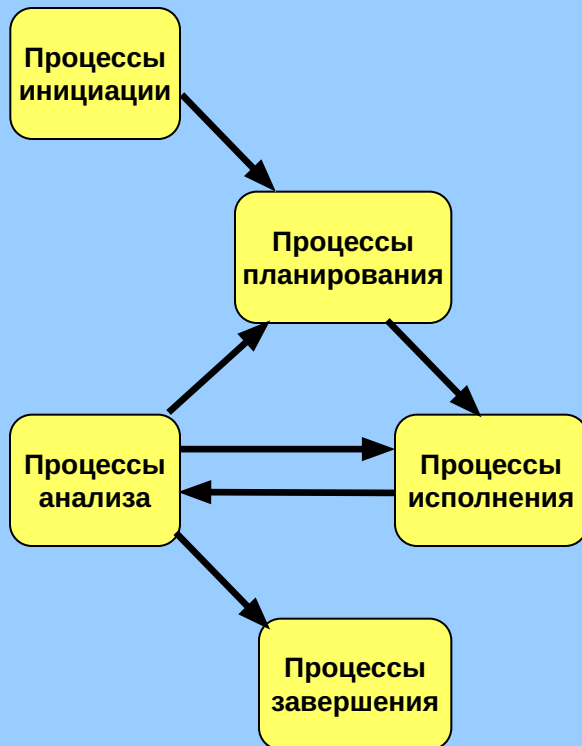 Процессы
инициации
Процессы
планирования
Процессы
анализа
Процессы
исполнения
Процессы
завершения